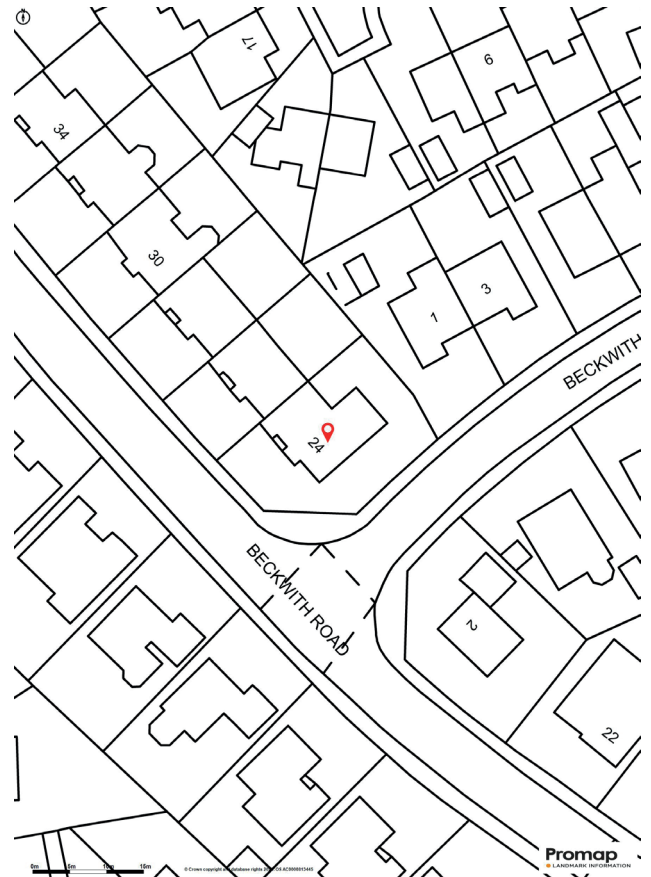 N
17
34
6
30
1
3
BECKWITH
24
BECKWITH ROAD
2
22
Promap
LANDMARK INFORMATION
0m 5m 10m 15m